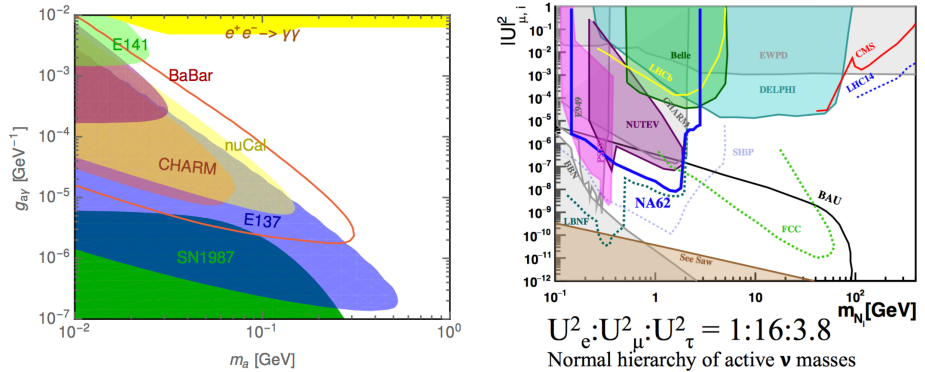 g_aγ [GeV⁻¹]
10⁻²
10⁻³
10⁻⁴
10⁻⁵
10⁻⁶
10⁻⁷
e⁺e⁻ -> γγ
E141
BaBar
nuCal
CHARM
E137
SN1987
10⁻² 10⁻¹ 10⁰
m_a [GeV]
|U|²_μ,i
1
10⁻¹
10⁻²
10⁻³
10⁻⁴
10⁻⁵
10⁻⁶
10⁻⁷
10⁻⁸
10⁻⁹
10⁻¹⁰
10⁻¹¹
10⁻¹²
Belle
EWPD
CMS
LHCb
DELPHI
LHC14
E949
CHARM
NUTEV
SHiP
BBN
NA62
BAU
LBNF
FCC
See Saw
10⁻¹ 1 10 10²
m_Nᵢ[GeV]
U²_e:U²_μ:U²_τ = 1:16:3.8
Normal hierarchy of active ν masses